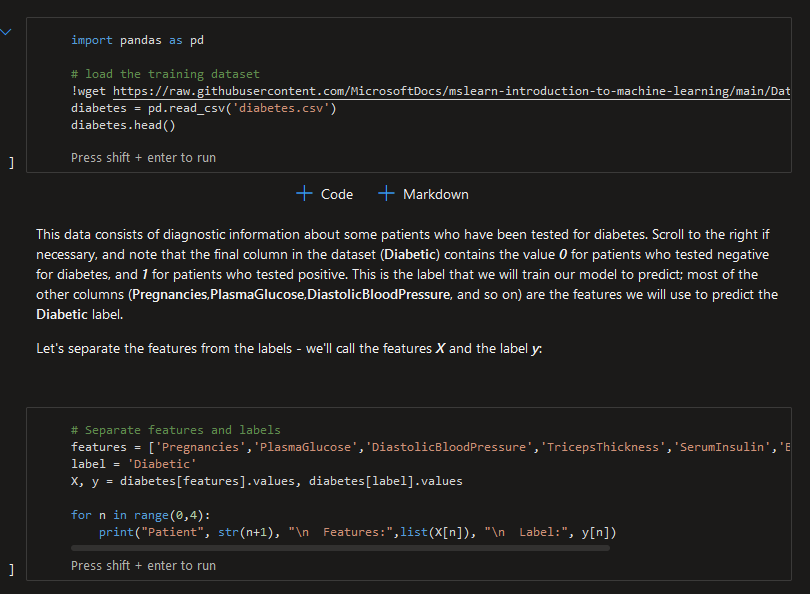 import pandas as pd
# load the training dataset
!wget https://raw.githubusercontent.com/MicrosoftDocs/mslearn-introduction-to-machine-learning/main/Dat
diabetes = pd.read_csv('diabetes.csv')
diabetes.head()
]
Press shift + enter to run
+ Code + Markdown
This data consists of diagnostic information about some patients who have been tested for diabetes. Scroll to the right if
necessary, and note that the final column in the dataset (Diabetic) contains the value 0 for patients who tested negative
for diabetes, and 1 for patients who tested positive. This is the label that we will train our model to predict; most of the
other columns (Pregnancies,PlasmaGlucose,DiastolicBloodPressure, and so on) are the features we will use to predict the
Diabetic label.
Let's separate the features from the labels - we'll call the features X and the label y:
# Separate features and labels
features = ['Pregnancies','PlasmaGlucose','DiastolicBloodPressure','TricepsThickness','SerumInsulin','B
label = 'Diabetic'
X, y = diabetes[features].values, diabetes[label].values
for n in range(0,4):
print("Patient", str(n+1), "\n  Features:",list(X[n]), "\n  Label:", y[n])
]
Press shift + enter to run